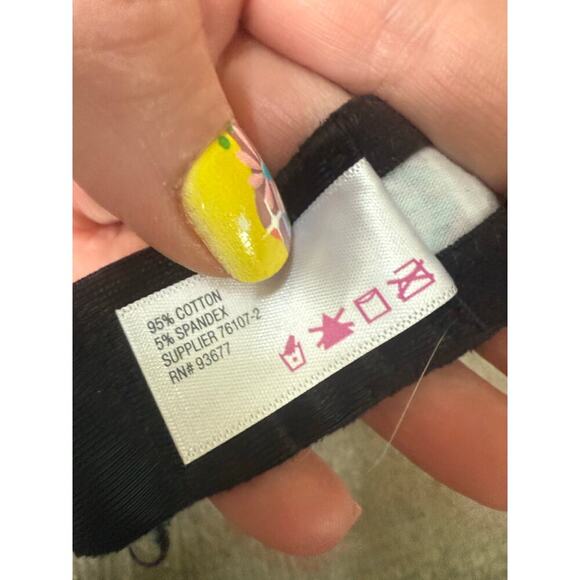 95% COTTON
5% SPANDEX
SUPPLIER 76107-2
RN# 93677